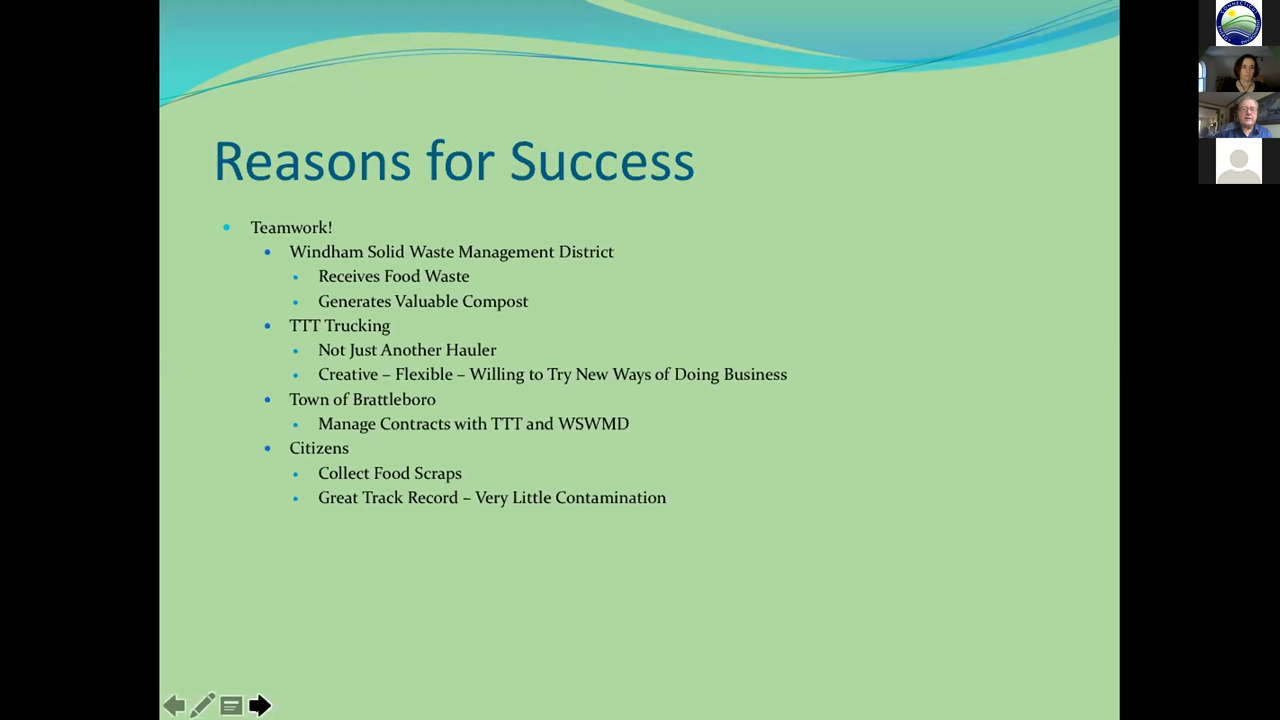 Reasons for Success
Teamwork!
Windham Solid Waste Management District
Receives Food Waste
Generates Valuable Compost
TTT Trucking
Not Just Another Hauler
Creative – Flexible – Willing to Try New Ways of Doing Business
Town of Brattleboro
Manage Contracts with TTT and WSWMD
Citizens
Collect Food Scraps
Great Track Record – Very Little Contamination
CONNECTICUT